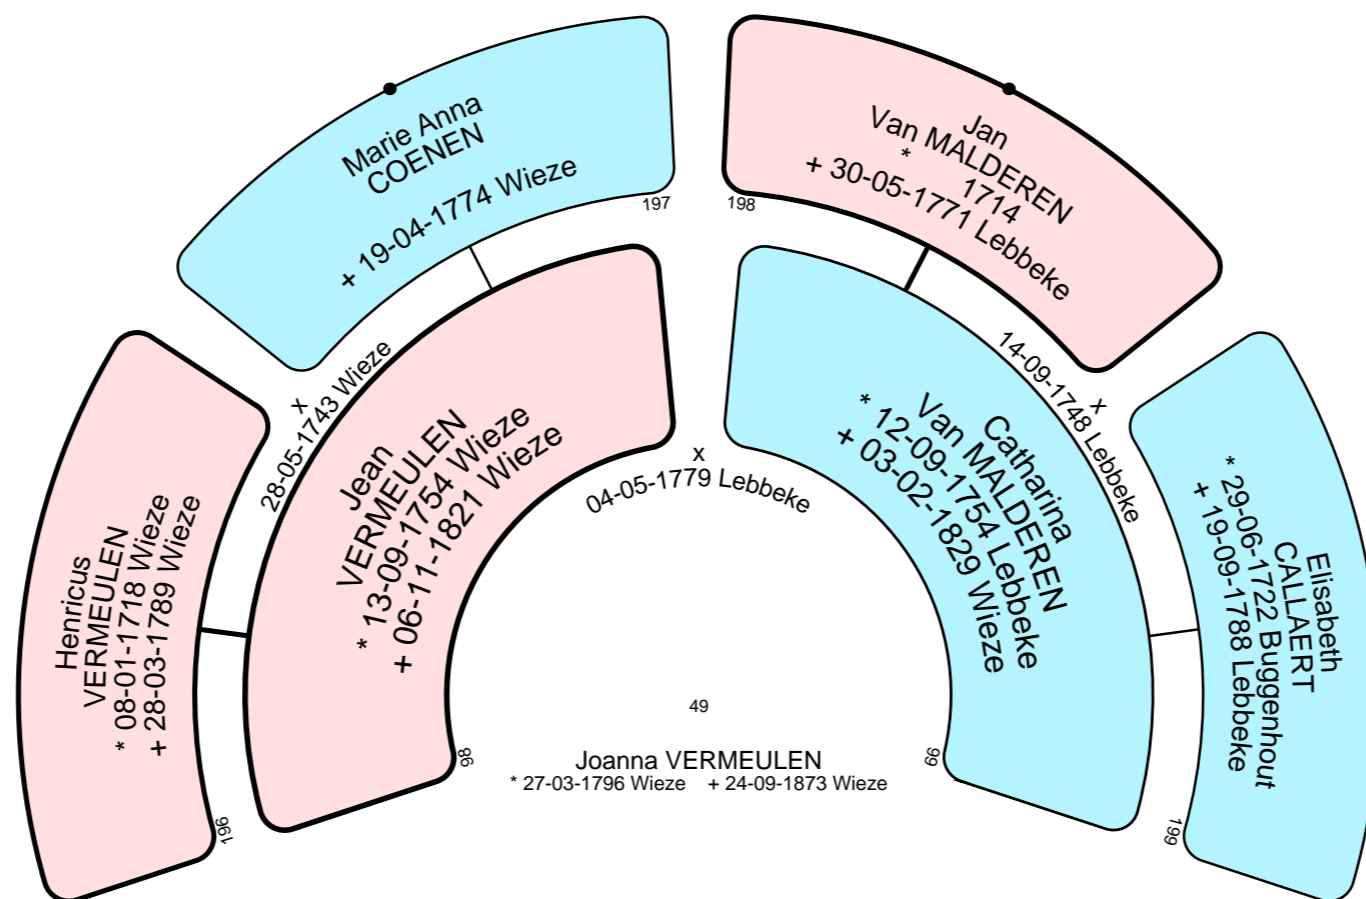 Marie Anna
COENEN
+ 19-04-1774 Wieze
197
Jan
Van MALDEREN
* 1714
+ 30-05-1771 Lebbeke
198
Henricus
VERMEULEN
* 08-01-1718 Wieze
+ 28-03-1789 Wieze
196
x
28-05-1743 Wieze
Jean
VERMEULEN
* 13-09-1754 Wieze
+ 06-11-1821 Wieze
98
x
04-05-1779 Lebbeke
Catharina
Van MALDEREN
* 12-09-1754 Lebbeke
+ 03-02-1829 Wieze
99
x
14-09-1748 Lebbeke
Elisabeth
CALLAERT
* 29-06-1722 Buggenhout
+ 19-09-1788 Lebbeke
199
49
Joanna VERMEULEN
* 27-03-1796 Wieze + 24-09-1873 Wieze